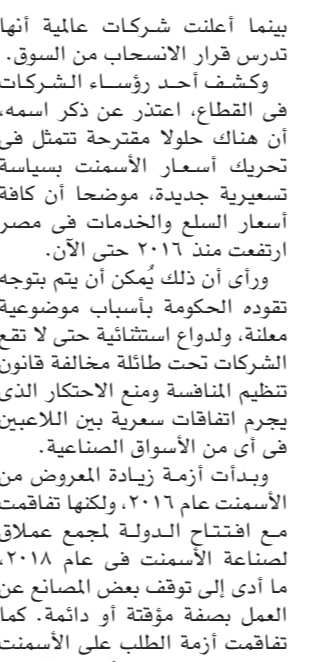 بينما أعلنت شركات عالمية أنها
تدرس قرار الانسحاب من السوق.
وكشف أحد رؤساء الشركات
فى القطاع، اعتذر عن ذكر اسمه،
أن هناك حلولا مقترحة تتمثل فى
تحريك أسعار الأسمنت بسياسة
تسعيرية جديدة، موضحا أن كافة
أسعار السلع والخدمات فى مصر
ارتفعت منذ ٢٠١٦ حتى الآن.
ورأى أن ذلك يُمكن أن يتم بتوجه
تقوده الحكومة بأسباب موضوعية
معلنة، ولدواع استثنائية حتى لا تقع
الشركات تحت طائلة مخالفة قانون
تنظيم المنافسة ومنع الاحتكار الذى
يجرم اتفاقات سعرية بين اللاعبين
فى أى من الأسواق الصناعية.
وبدأت أزمة زيادة المعروض من
الأسمنت عام ٢٠١٦، ولكنها تفاقمت
مع افتتاح الدولة لمجمع عملاق
لصناعة الأسمنت فى عام ٢٠١٨،
ما أدى إلى توقف بعض المصانع عن
العمل بصفة مؤقتة أو دائمة. كما
تفاقمت أزمة الطلب على الأسمنت